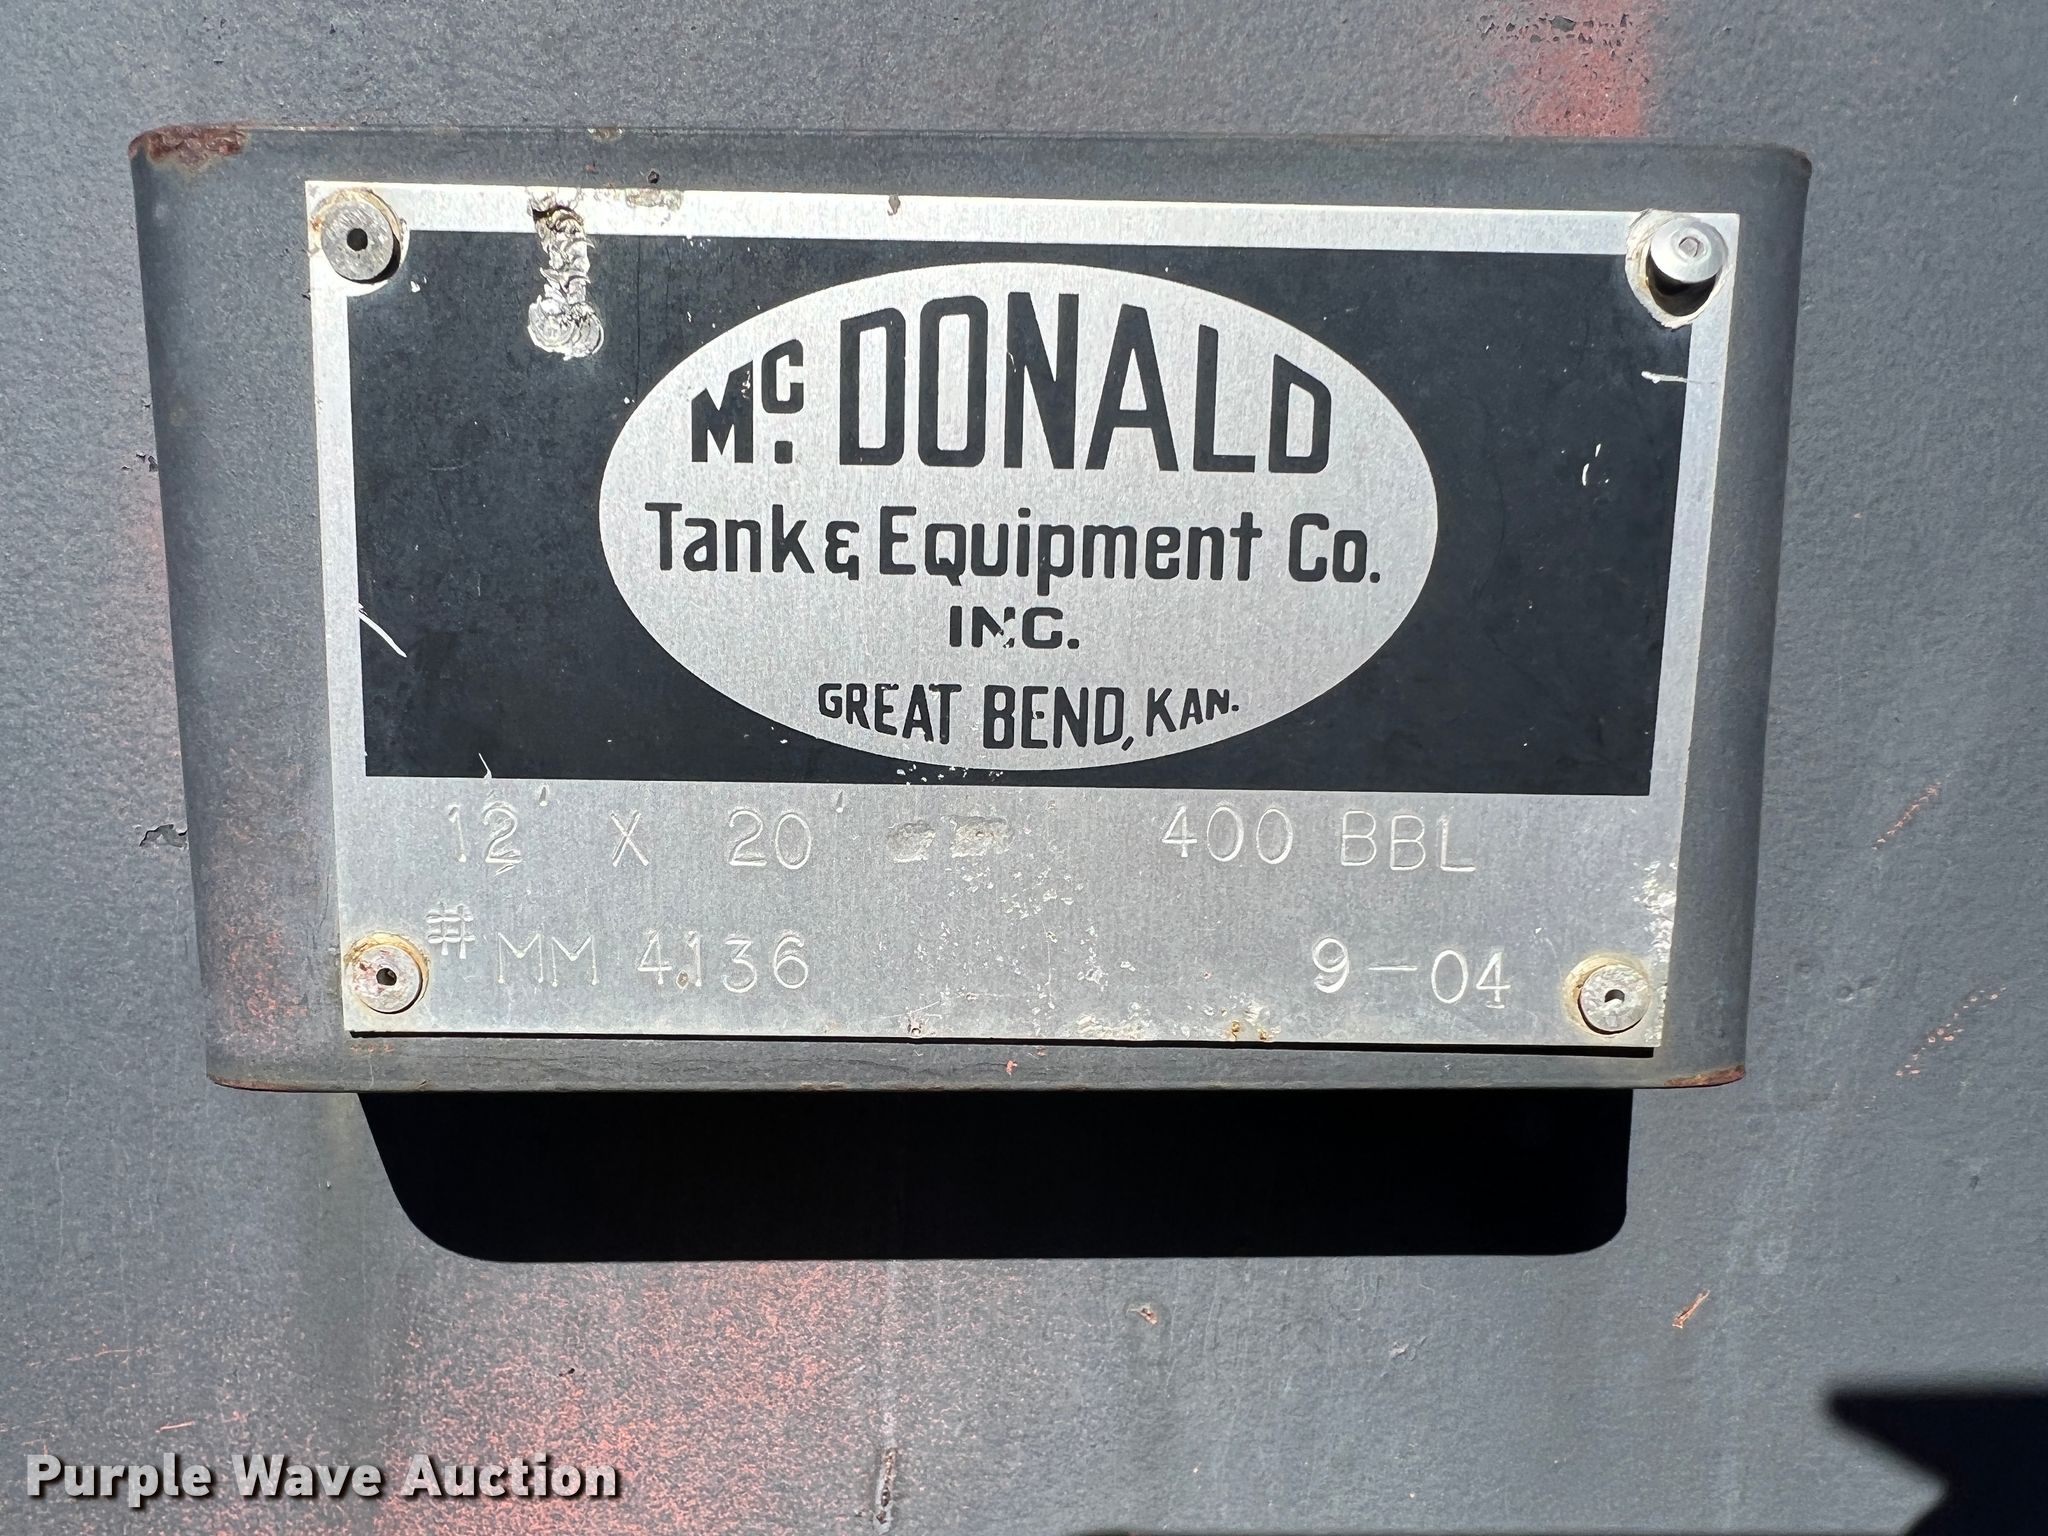 Mc. DONALD
Tank & Equipment Co.
INC.
GREAT BEND, KAN.
12' X 20' 400 BBL
# MM 4136 9-04
Purple Wave Auction